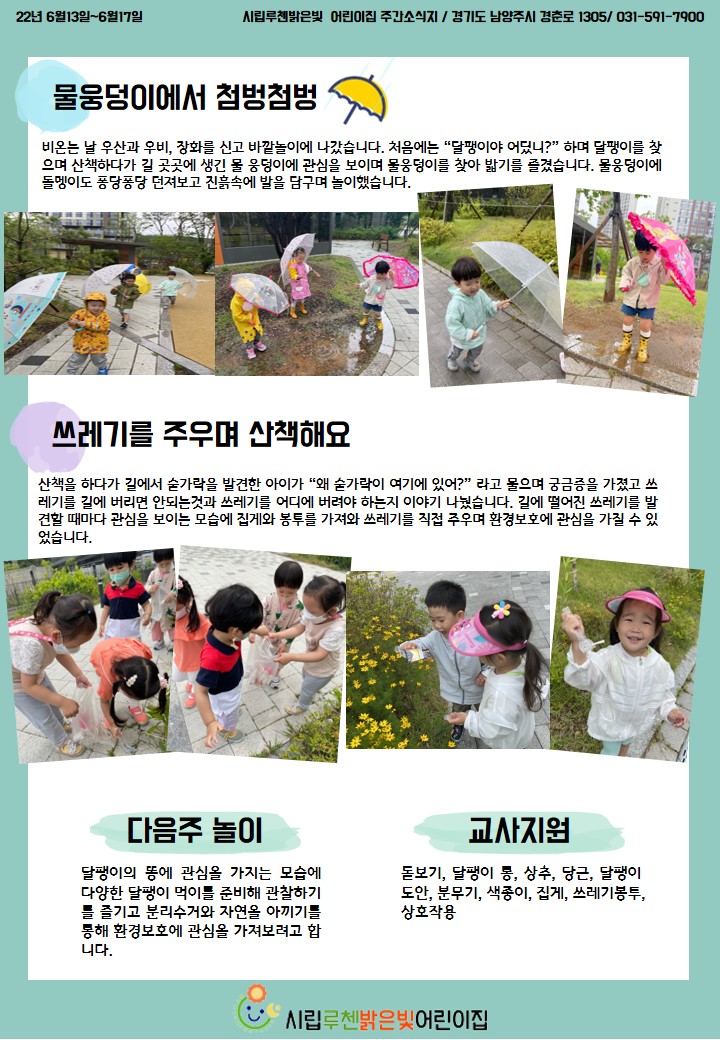 22년 6월13일~6월17일
시립루첸밝은빛 어린이집 주간소식지 / 경기도 남양주시 경춘로 1305/ 031-591-7900
물웅덩이에서 첨벙첨벙
비온는 날 우산과 우비, 장화를 신고 바깥놀이에 나갔습니다. 처음에는 “달팽이야 어딨니?” 하며 달팽이를 찾
으며 산책하다가 길 곳곳에 생긴 물 웅덩이에 관심을 보이며 물웅덩이를 찾아 밟기를 즐겼습니다. 물웅덩이에
돌멩이도 퐁당퐁당 던져보고 진흙속에 발을 담구며 놀이했습니다.
쓰레기를 주우며 산책해요
산책을 하다가 길에서 숟가락을 발견한 아이가 “왜 숟가락이 여기에 있어?” 라고 물으며 궁금증을 가졌고 쓰
레기를 길에 버리면 안되는것과 쓰레기를 어디에 버려야 하는지 이야기 나눴습니다. 길에 떨어진 쓰레기를 발
견할 때마다 관심을 보이는 모습에 집게와 봉투를 가져와 쓰레기를 직접 주우며 환경보호에 관심을 가질 수 있
었습니다.
다음주 놀이
달팽이의 똥에 관심을 가지는 모습에
다양한 달팽이 먹이를 준비해 관찰하기
를 즐기고 분리수거와 자연을 아끼기를
통해 환경보호에 관심을 가져보려고 합
니다.
교사지원
돋보기, 달팽이 통, 상추, 당근, 달팽이
도안, 분무기, 색종이, 집게, 쓰레기봉투,
상호작용
시립루첸밝은빛어린이집